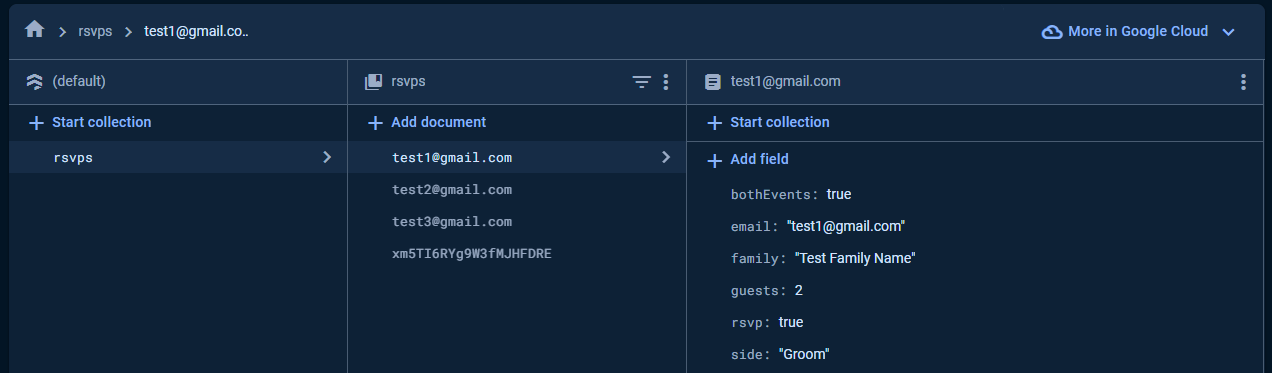 rsvps test1@gmail.co..
More in Google Cloud
(default)
rsvps
test1@gmail.com
Start collection
Add document
Start collection
rsvps
test1@gmail.com
test2@gmail.com
test3@gmail.com
xm5TI6RYg9W3fMJHFDRE
Add field
bothEvents: true
email: "test1@gmail.com"
family: "Test Family Name"
guests: 2
rsvp: true
side: "Groom"